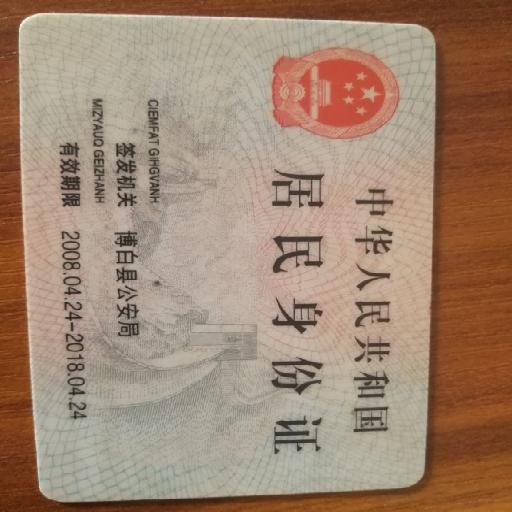 中华人民共和国
居民身份证
CIEMFAT GIHGVANH
签发机关 博白县公安局
MIZYAUQ GEIZHANH
有效期限 2008.04.24-2018.04.24